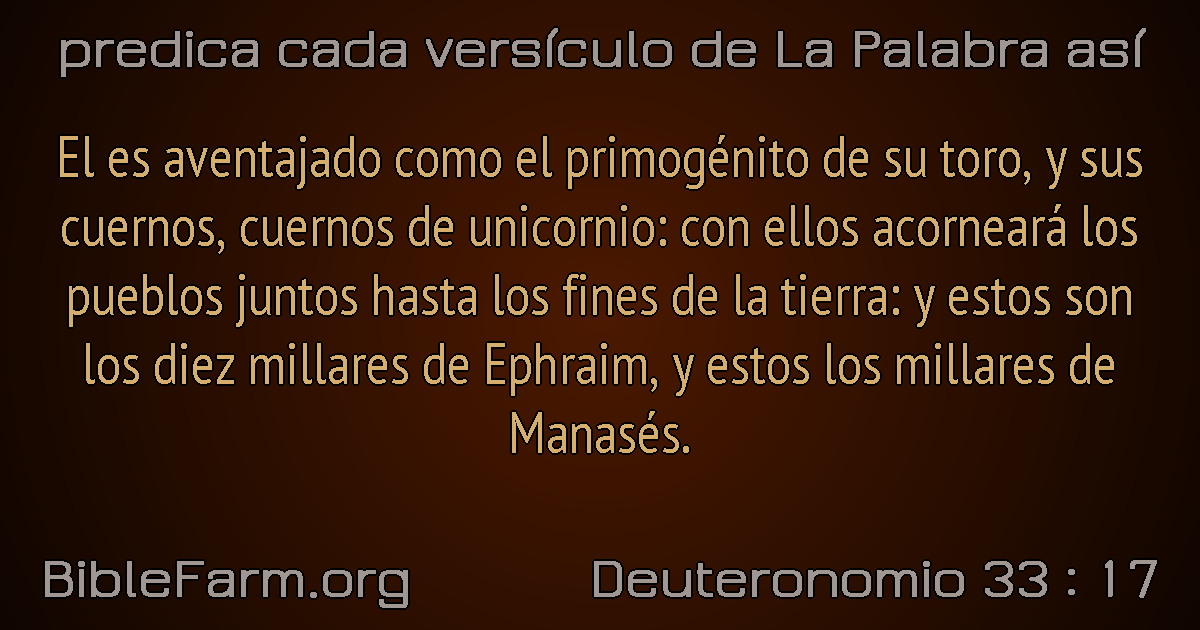 predica cada versículo de La Palabra así
El es aventajado como el primogénito de su toro, y sus
cuernos, cuernos de unicornio: con ellos acorneará los
pueblos juntos hasta los fines de la tierra: y estos son
los diez millares de Ephraim, y estos los millares de
Manasés.
BibleFarm.org
Deuteronomio 33 : 17